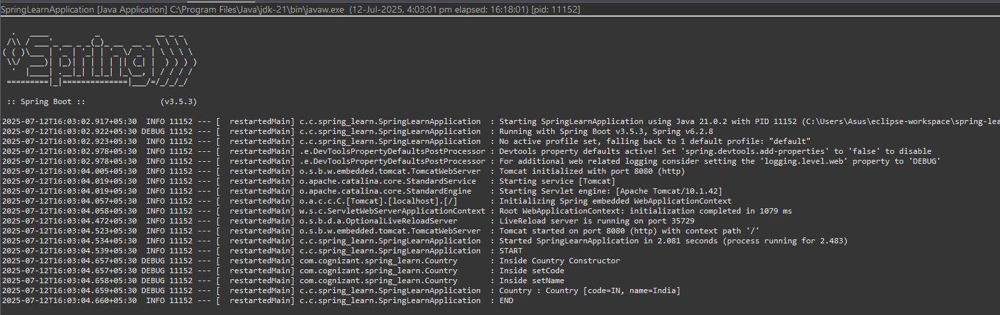 SpringLearnApplication [Java Application] C:\Program Files\Java\jdk-21\bin\javaw.exe (12-Jul-2025, 4:03:01 pm elapsed: 16:18:01) [pid: 11152]
  .   ____          _            __ _ _
 /\\ / ___'_ __ _ _(_)_ __  __ _ \ \ \ \
( ( )\___ | '_ | '_| | '_ \/ _` | \ \ \ \
 \\/  ___)| |_)| | | | | || (_| |  ) ) ) )
  '  |____| .__|_| |_|_| |_\__, | / / / /
 =========|_|==============|___/=/_/_/_/
 :: Spring Boot ::                (v3.5.3)
2025-07-12T16:03:02.917+05:30  INFO 11152 --- [  restartedMain] c.c.spring_learn.SpringLearnApplication  : Starting SpringLearnApplication using Java 21.0.2 with PID 11152 (C:\Users\Asus\eclipse-workspace\spring-lea
2025-07-12T16:03:02.922+05:30 DEBUG 11152 --- [  restartedMain] c.c.spring_learn.SpringLearnApplication  : Running with Spring Boot v3.5.3, Spring v6.2.8
2025-07-12T16:03:02.923+05:30  INFO 11152 --- [  restartedMain] c.c.spring_learn.SpringLearnApplication  : No active profile set, falling back to 1 default profile: "default"
2025-07-12T16:03:02.978+05:30  INFO 11152 --- [  restartedMain] .e.DevToolsPropertyDefaultsPostProcessor : Devtools property defaults active! Set 'spring.devtools.add-properties' to 'false' to disable
2025-07-12T16:03:02.978+05:30  INFO 11152 --- [  restartedMain] .e.DevToolsPropertyDefaultsPostProcessor : For additional web related logging consider setting the 'logging.level.web' property to 'DEBUG'
2025-07-12T16:03:04.005+05:30  INFO 11152 --- [  restartedMain] o.s.b.w.embedded.tomcat.TomcatWebServer  : Tomcat initialized with port 8080 (http)
2025-07-12T16:03:04.019+05:30  INFO 11152 --- [  restartedMain] o.apache.catalina.core.StandardService   : Starting service [Tomcat]
2025-07-12T16:03:04.019+05:30  INFO 11152 --- [  restartedMain] o.apache.catalina.core.StandardEngine    : Starting Servlet engine: [Apache Tomcat/10.1.42]
2025-07-12T16:03:04.057+05:30  INFO 11152 --- [  restartedMain] o.a.c.c.C.[Tomcat].[localhost].[/]       : Initializing Spring embedded WebApplicationContext
2025-07-12T16:03:04.058+05:30  INFO 11152 --- [  restartedMain] w.s.c.ServletWebServerApplicationContext : Root WebApplicationContext: initialization completed in 1079 ms
2025-07-12T16:03:04.472+05:30  INFO 11152 --- [  restartedMain] o.s.b.d.a.OptionalLiveReloadServer       : LiveReload server is running on port 35729
2025-07-12T16:03:04.523+05:30  INFO 11152 --- [  restartedMain] o.s.b.w.embedded.tomcat.TomcatWebServer  : Tomcat started on port 8080 (http) with context path '/'
2025-07-12T16:03:04.534+05:30  INFO 11152 --- [  restartedMain] c.c.spring_learn.SpringLearnApplication  : Started SpringLearnApplication in 2.081 seconds (process running for 2.483)
2025-07-12T16:03:04.539+05:30  INFO 11152 --- [  restartedMain] c.c.spring_learn.SpringLearnApplication  : START
2025-07-12T16:03:04.657+05:30 DEBUG 11152 --- [  restartedMain] com.cognizant.spring_learn.Country       : Inside Country Constructor
2025-07-12T16:03:04.657+05:30 DEBUG 11152 --- [  restartedMain] com.cognizant.spring_learn.Country       : Inside setCode
2025-07-12T16:03:04.658+05:30 DEBUG 11152 --- [  restartedMain] com.cognizant.spring_learn.Country       : Inside setName
2025-07-12T16:03:04.659+05:30 DEBUG 11152 --- [  restartedMain] c.c.spring_learn.SpringLearnApplication  : Country : Country [code=IN, name=India]
2025-07-12T16:03:04.660+05:30  INFO 11152 --- [  restartedMain] c.c.spring_learn.SpringLearnApplication  : END